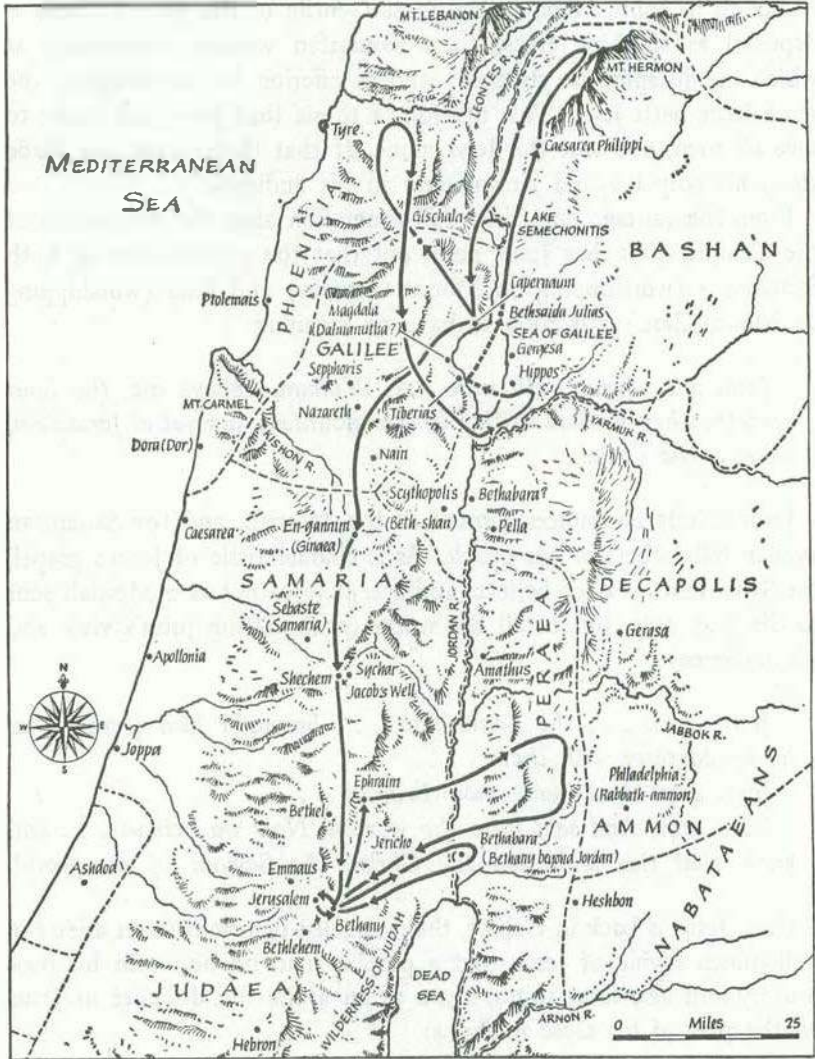 MT. LEBANON
LEONTES R.
MT. HERMON
Tyre
Caesarea Philippi
MEDITERRANEAN
SEA
PHOENICIA
Gischala
LAKE
SEMECHONITIS
BASHAN
Capernaum
Ptolemais
Magdala
(Dalmanutha?)
Bethsaida Julias
SEA OF GALILEE
GALILEE
Gergesa
Sepphoris
Hippos
MT. CARMEL
Nazareth
Tiberias
KISHON R.
YARMUK R.
Dora (Dor)
Nain
Scythopolis
(Beth-shan)
Bethabara?
Caesarea
En-gannim
(Ginaea)
Pella
SAMARIA
DECAPOLIS
Sebaste
(Samaria)
JORDAN R.
PERAEA
Gerasa
Apollonia
Amathus
Shechem
Sychar
Jacob's Well
N
W
E
S
JABBOK R.
Joppa
Ephraim
Philadelphia
(Rabbath-ammon)
Bethel
AMMON
Jericho
Bethabara
(Bethany beyond Jordan)
Ashdod
Emmaus
Jerusalem
Heshbon
Bethany
NABATAEANS
Bethlehem
WILDERNESS OF JUDAH
JUDAEA
DEAD
SEA
ARNON R.
Miles 25
Hebron